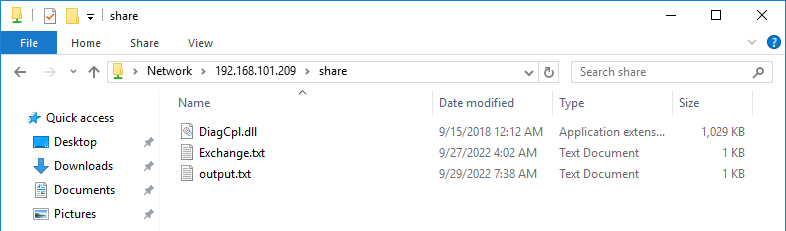 share
File Home Share View
Network 192.168.101.209 share Search share
Name Date modified Type Size
Quick access
Desktop
Downloads
Documents
Pictures
DiagCpl.dll 9/15/2018 12:12 AM Application extens... 1,029 KB
Exchange.txt 9/27/2022 4:02 AM Text Document 1 KB
output.txt 9/29/2022 7:38 AM Text Document 1 KB